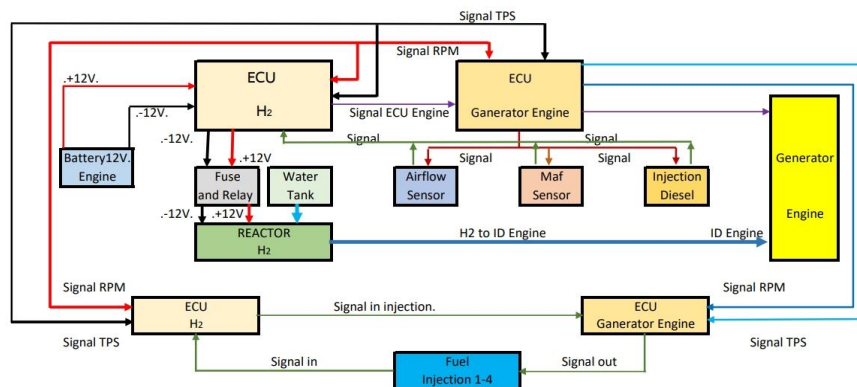 Signal TPS
Signal RPM
ECU
H2
ECU
Ganerator Engine
.+12V.
.-12V.
Signal ECU Engine
.-12V.
.+12V
Signal
Signal
Battery12V.
Engine
Signal
Signal
Fuse
and Relay
Water
Tank
Airflow
Sensor
Maf
Sensor
Injection
Diesel
Generator
Engine
.-12V.
.+12V.
REACTOR
H2
H2 to ID Engine
ID Engine
Signal RPM
ECU
H2
Signal in injection.
ECU
Ganerator Engine
Signal RPM
Signal TPS
Signal TPS
Signal in
Fuel
Injection 1-4
Signal out